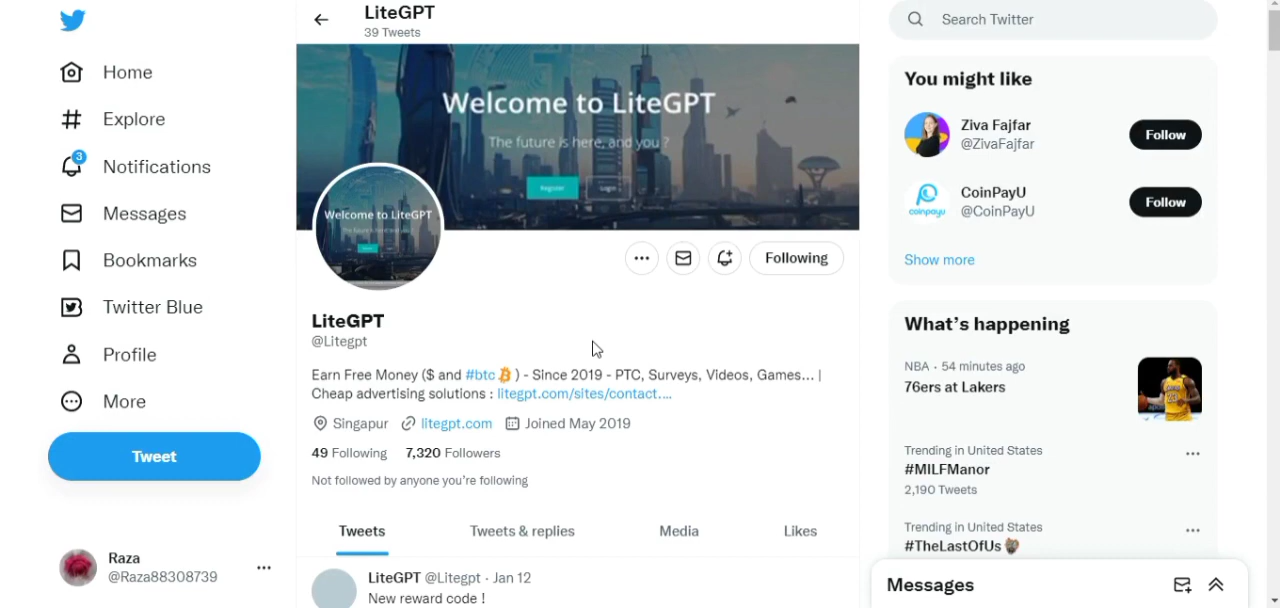 Home
Explore
3
Notifications
Messages
Bookmarks
Twitter Blue
Profile
More
Tweet
Raza
@Raza88308739
LiteGPT
39 Tweets
Welcome to LiteGPT
The future is here, and you ?
Register
Login
Welcome to LiteGPT
Following
LiteGPT
@Litegpt
Earn Free Money ($ and #btc ) - Since 2019 - PTC, Surveys, Videos, Games... |
Cheap advertising solutions : litegpt.com/sites/contact....
Singapur litegpt.com Joined May 2019
49 Following 7,320 Followers
Not followed by anyone you're following
Tweets Tweets & replies Media Likes
LiteGPT @Litegpt · Jan 12
New reward code !
Search Twitter
You might like
Ziva Fajfar
@ZivaFajfar
Follow
coinpayu
CoinPayU
@CoinPayU
Follow
Show more
What's happening
NBA · 54 minutes ago
76ers at Lakers
Trending in United States
#MILFManor
2,190 Tweets
Trending in United States
#TheLastOfUs
Messages